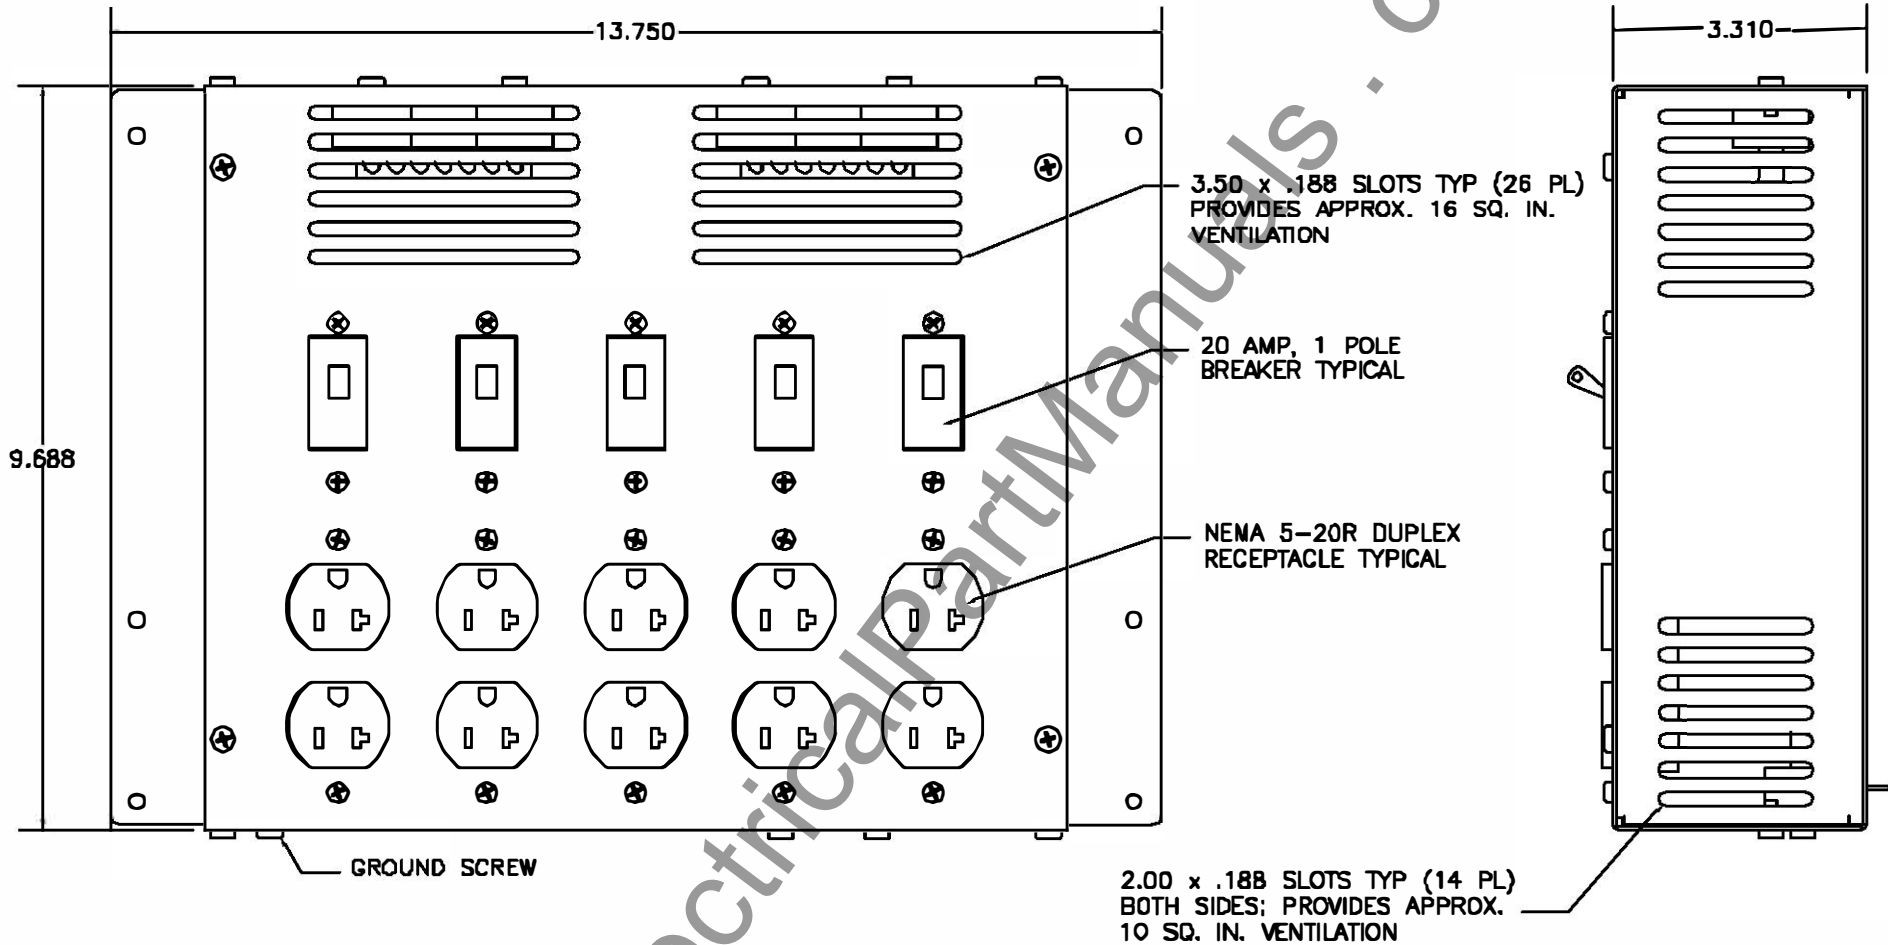 13.750
3.310
3.50 x .188 SLOTS TYP (26 PL)
PROVIDES APPROX. 16 SQ. IN.
VENTILATION
20 AMP, 1 POLE
BREAKER TYPICAL
9.688
NEMA 5-20R DUPLEX
RECEPTACLE TYPICAL
GROUND SCREW
2.00 x .188 SLOTS TYP (14 PL)
BOTH SIDES; PROVIDES APPROX.
10 SQ. IN. VENTILATION
ectricalPartManuals . c